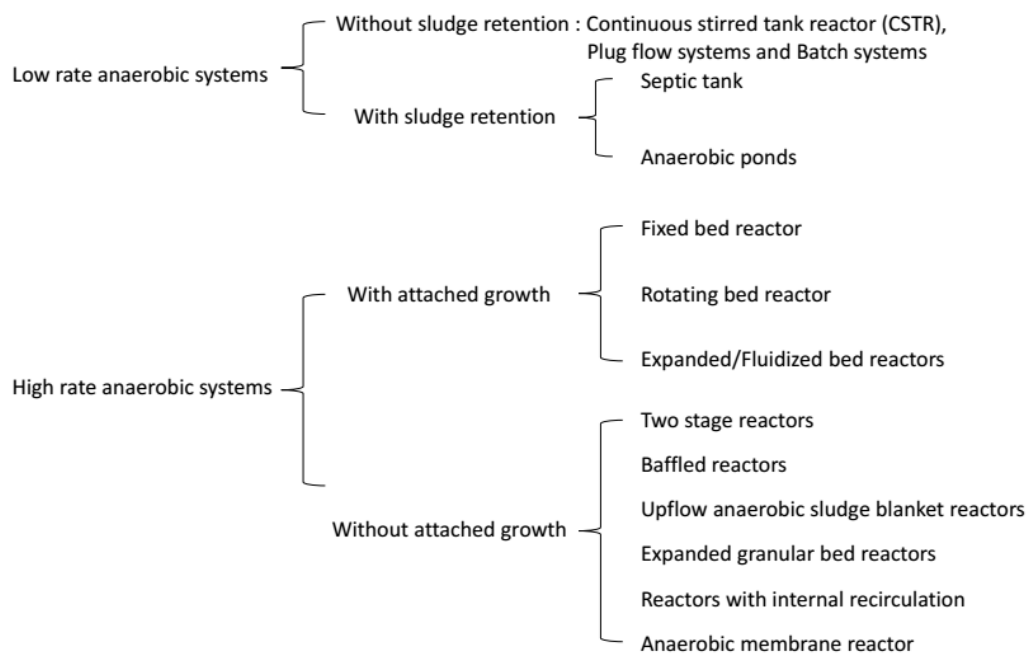 Without sludge retention : Continuous stirred tank reactor (CSTR),
Plug flow systems and Batch systems
Low rate anaerobic systems
Septic tank
With sludge retention
Anaerobic ponds
Fixed bed reactor
With attached growth
Rotating bed reactor
Expanded/Fluidized bed reactors
High rate anaerobic systems
Two stage reactors
Baffled reactors
Upflow anaerobic sludge blanket reactors
Without attached growth
Expanded granular bed reactors
Reactors with internal recirculation
Anaerobic membrane reactor